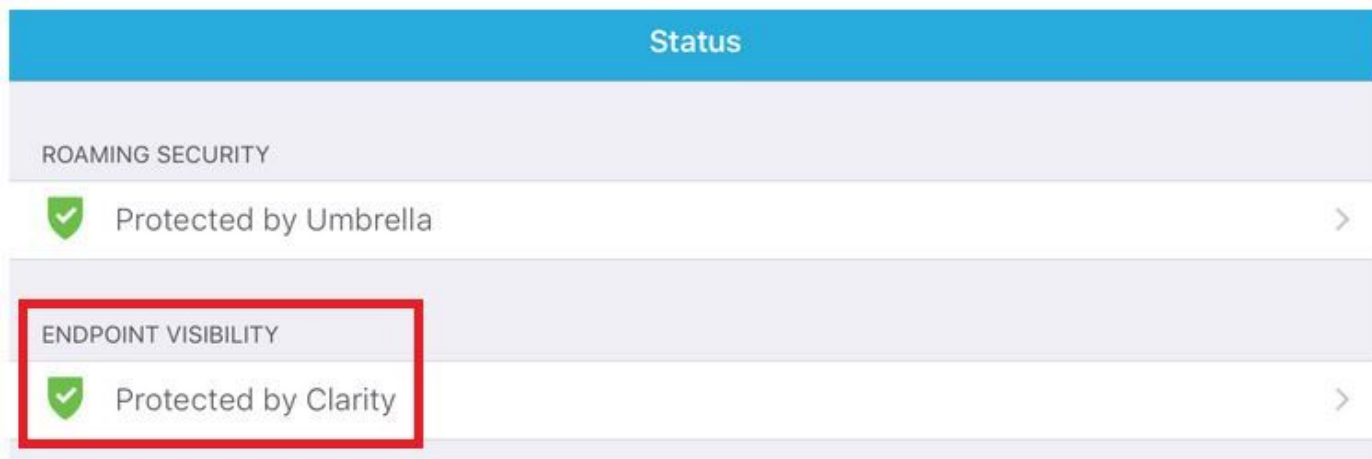 Status
ROAMING SECURITY
Protected by Umbrella
ENDPOINT VISIBILITY
Protected by Clarity